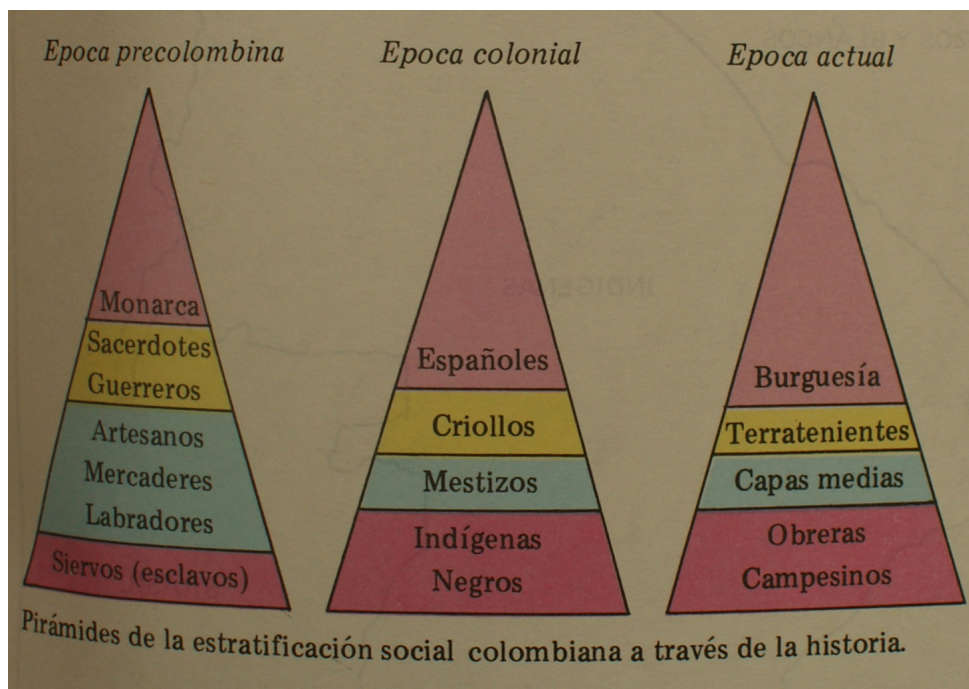 Epoca precolombina
Monarca
Sacerdotes
Guerreros
Artesanos
Mercaderes
Labradores
Siervos (esclavos)
Epoca colonial
Españoles
Criollos
Mestizos
Indígenas
Negros
Epoca actual
Burguesía
Terratenientes
Capas medias
Obreras
Campesinos
Pirámides de la estratificación social colombiana a través de la historia.